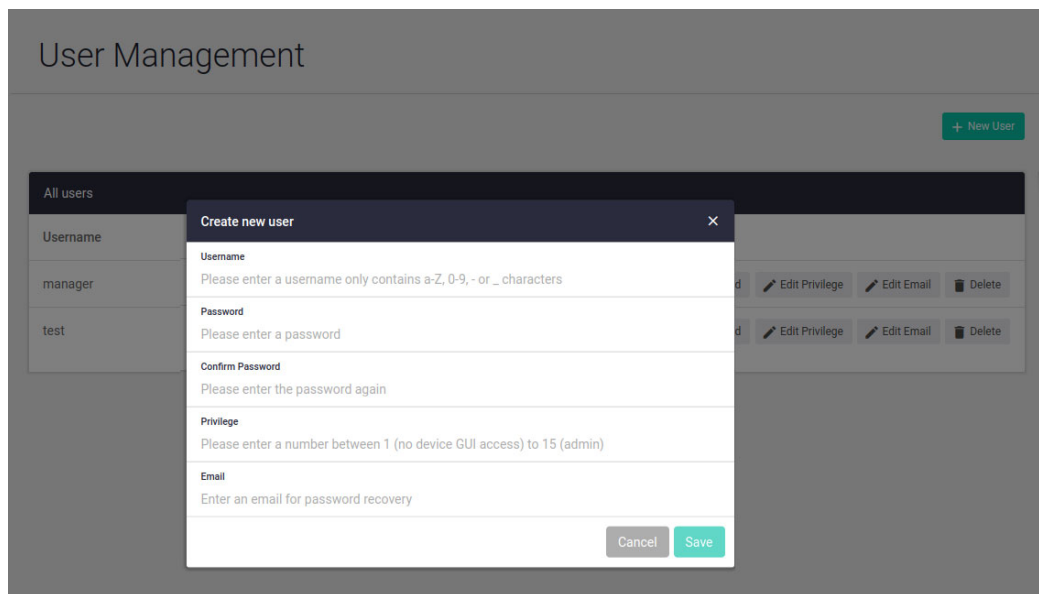 User Management
+ New User
All users
Create new user ×
Username
Username
Please enter a username only contains a-Z, 0-9, - or _ characters
manager
d Edit Privilege Edit Email Delete
Password
Please enter a password
test
d Edit Privilege Edit Email Delete
Confirm Password
Please enter the password again
Privilege
Please enter a number between 1 (no device GUI access) to 15 (admin)
Email
Enter an email for password recovery
Cancel Save